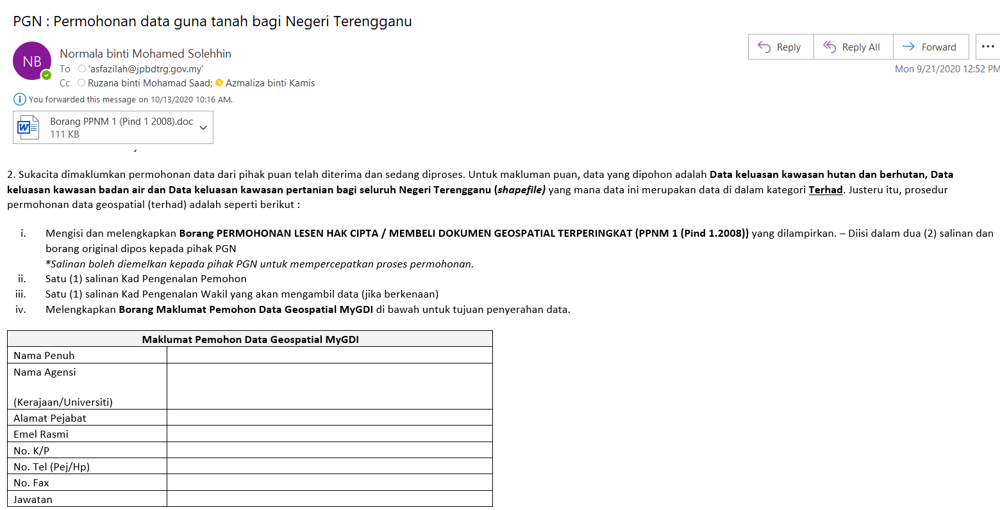 PGN : Permohonan data guna tanah bagi Negeri Terengganu
NB
Normala binti Mohamed Solehhin
To 'asfazilah@jpbdtrg.gov.my'
Cc Ruzana binti Mohamad Saad; Azmaliza binti Kamis
Reply
Reply All
Forward
Mon 9/21/2020 12:52 PM
You forwarded this message on 10/13/2020 10:16 AM.
Borang PPNM 1 (Pind 1 2008).doc
111 KB
2. Sukacita dimaklumkan permohonan data dari pihak puan telah diterima dan sedang diproses. Untuk makluman puan, data yang dipohon adalah Data keluasan kawasan hutan dan berhutan, Data
keluasan kawasan badan air dan Data keluasan kawasan pertanian bagi seluruh Negeri Terengganu (shapefile) yang mana data ini merupakan data di dalam kategori Terhad. Justeru itu, prosedur
permohonan data geospatial (terhad) adalah seperti berikut :
i. Mengisi dan melengkapkan Borang PERMOHONAN LESEN HAK CIPTA / MEMBELI DOKUMEN GEOSPATIAL TERPERINGKAT (PPNM 1 (Pind 1.2008)) yang dilampirkan. – Diisi dalam dua (2) salinan dan
borang original dipos kepada pihak PGN
*Salinan boleh diemelkan kepada pihak PGN untuk mempercepatkan proses permohonan.
ii. Satu (1) salinan Kad Pengenalan Pemohon
iii. Satu (1) salinan Kad Pengenalan Wakil yang akan mengambil data (jika berkenaan)
iv. Melengkapkan Borang Maklumat Pemohon Data Geospatial MyGDI di bawah untuk tujuan penyerahan data.
Maklumat Pemohon Data Geospatial MyGDI
Nama Penuh
Nama Agensi
(Kerajaan/Universiti)
Alamat Pejabat
Emel Rasmi
No. K/P
No. Tel (Pej/Hp)
No. Fax
Jawatan